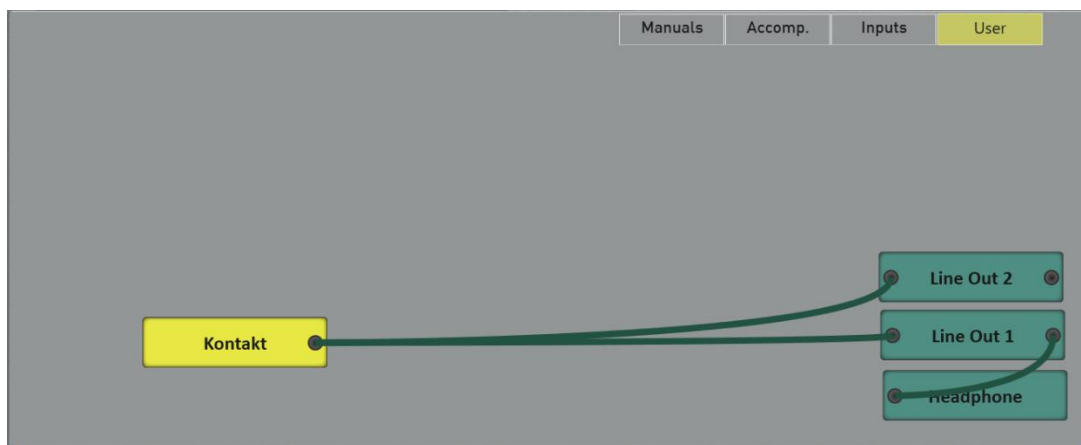 Manuals Accomp. Inputs User
Line Out 2
Kontakt
Line Out 1
Headphone